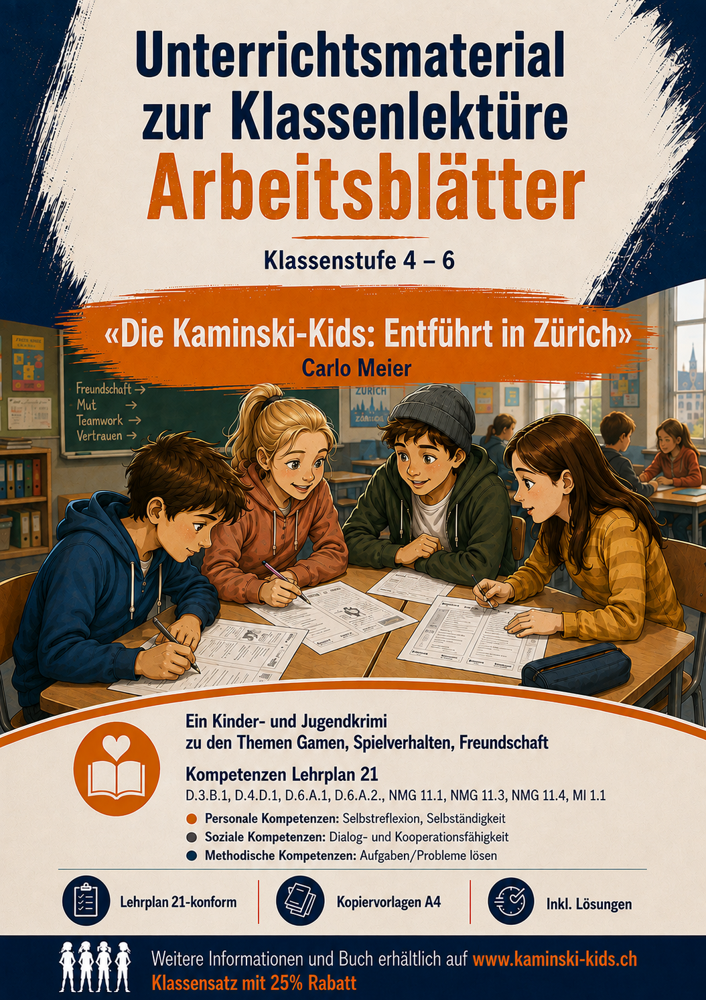 Unterrichtsmaterial
zur Klassenlektüre
Arbeitsblätter
Klassenstufe 4 – 6
«Die Kaminski-Kids: Entführt in Zürich»
Carlo Meier
Freundschaft →
Mut →
Teamwork →
Vertrauen →
ZÜRICH
Ein Kinder- und Jugendkrimi
zu den Themen Gamen, Spielverhalten, Freundschaft
Kompetenzen Lehrplan 21
D.3.B.1, D.4.D.1, D.6.A.1, D.6.A.2., NMG 11.1, NMG 11.3, NMG 11.4, MI 1.1
Personale Kompetenzen: Selbstreflexion, Selbständigkeit
Soziale Kompetenzen: Dialog- und Kooperationsfähigkeit
Methodische Kompetenzen: Aufgaben/Probleme lösen
Lehrplan 21-konform
Kopiervorlagen A4
Inkl. Lösungen
Weitere Informationen und Buch erhältlich auf www.kaminski-kids.ch
Klassensatz mit 25% Rabatt